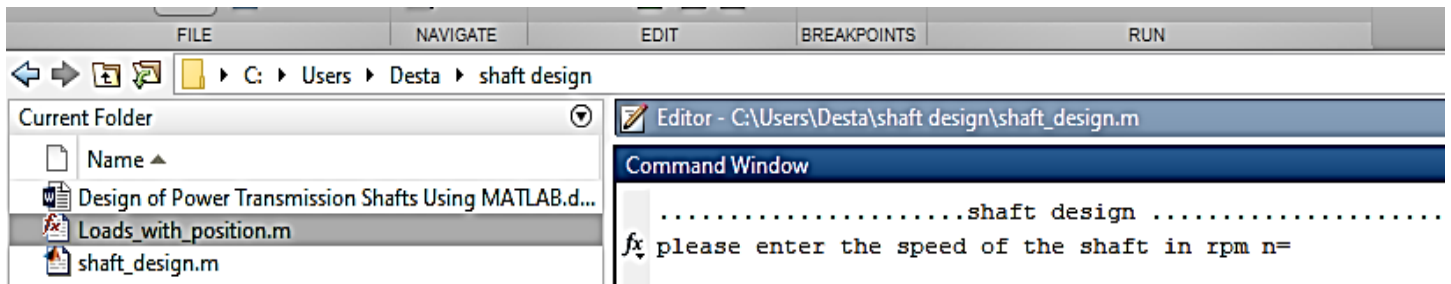 FILE NAVIGATE EDIT BREAKPOINTS RUN
C: Users Desta shaft design
Current Folder
Editor - C:\Users\Desta\shaft design\shaft_design.m
Name
Command Window
Design of Power Transmission Shafts Using MATLAB.d...
Loads_with_position.m
shaft_design.m
......................shaft design .....................
fx please enter the speed of the shaft in rpm n=